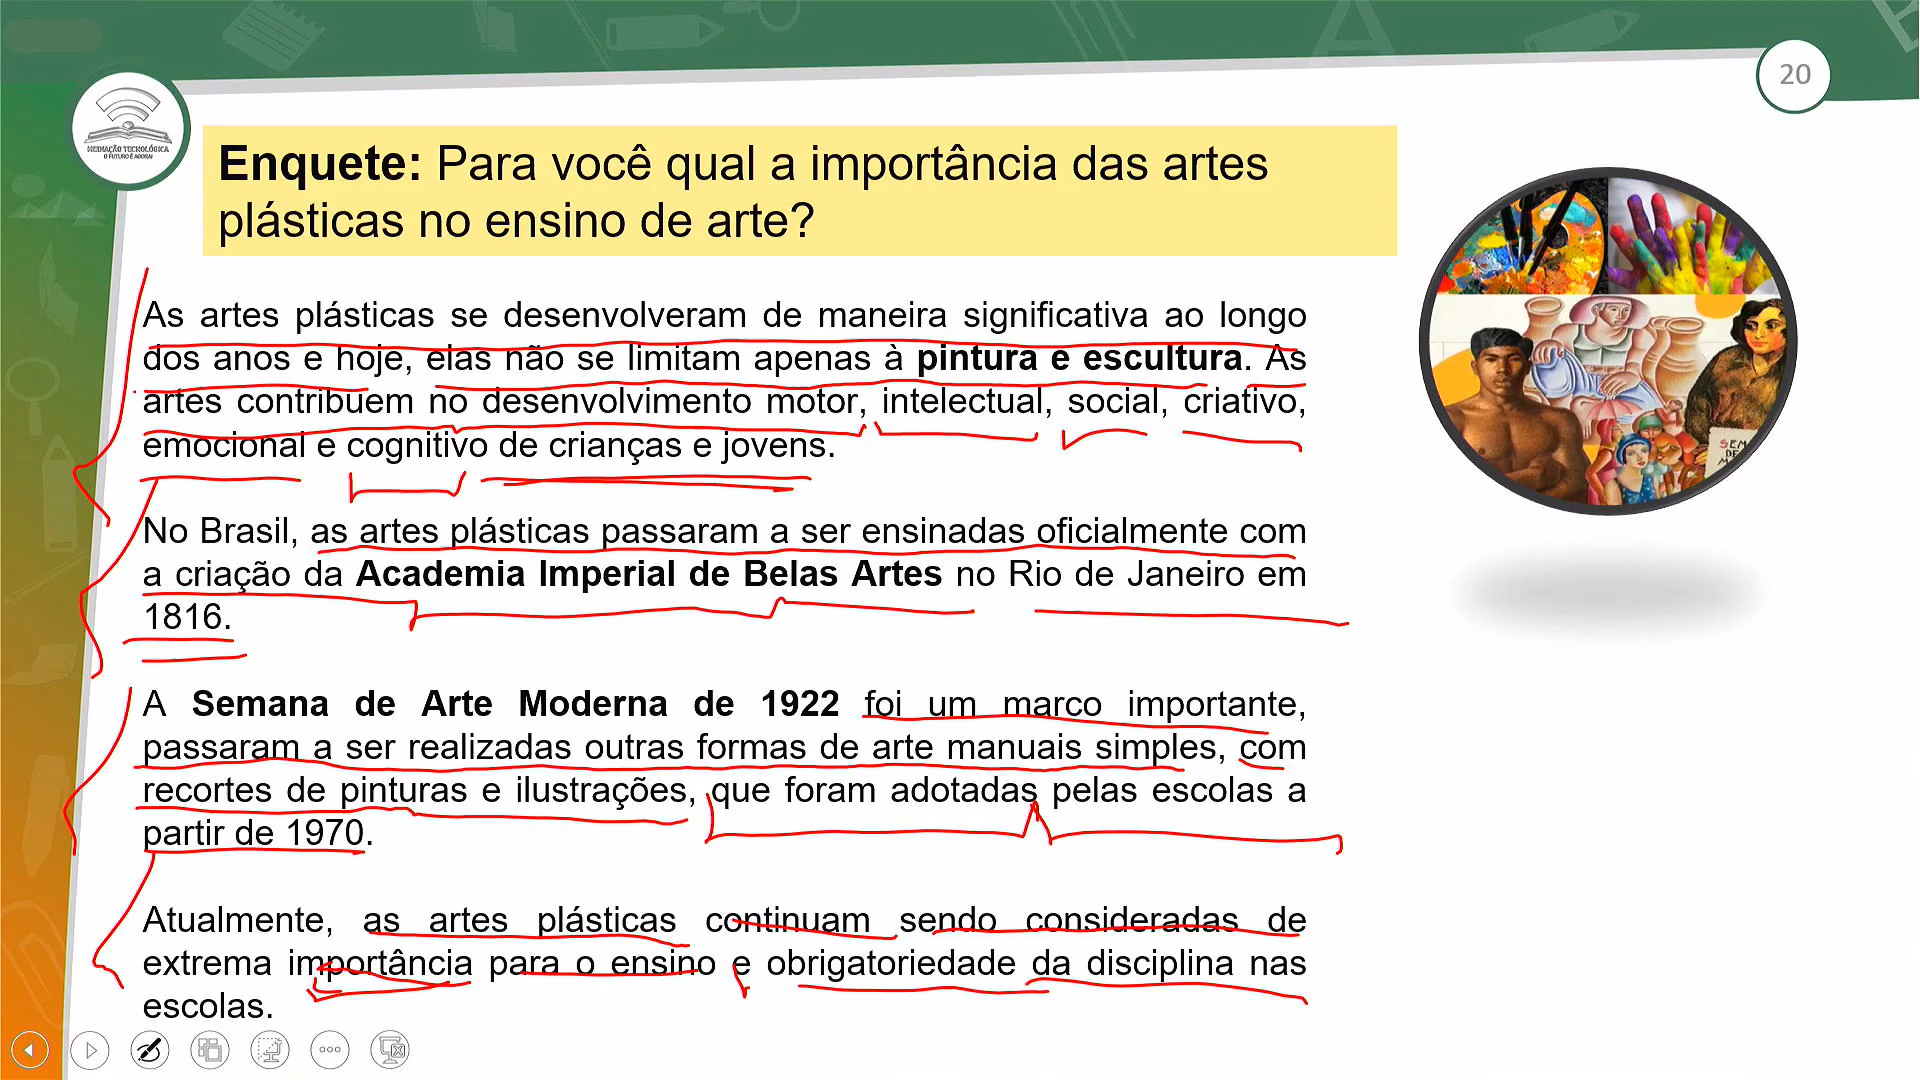 20
MEDIAÇÃO TECNOLÓGICA
O FUTURO É AGORA!
Enquete: Para você qual a importância das artes
plásticas no ensino de arte?
As artes plásticas se desenvolveram de maneira significativa ao longo
dos anos e hoje, elas não se limitam apenas à pintura e escultura. As
artes contribuem no desenvolvimento motor, intelectual, social, criativo,
emocional e cognitivo de crianças e jovens.
No Brasil, as artes plásticas passaram a ser ensinadas oficialmente com
a criação da Academia Imperial de Belas Artes no Rio de Janeiro em
1816.
A Semana de Arte Moderna de 1922 foi um marco importante,
passaram a ser realizadas outras formas de arte manuais simples, com
recortes de pinturas e ilustrações, que foram adotadas pelas escolas a
partir de 1970.
Atualmente, as artes plásticas continuam sendo consideradas de
extrema importância para o ensino e obrigatoriedade da disciplina nas
escolas.
SEM
DE
M